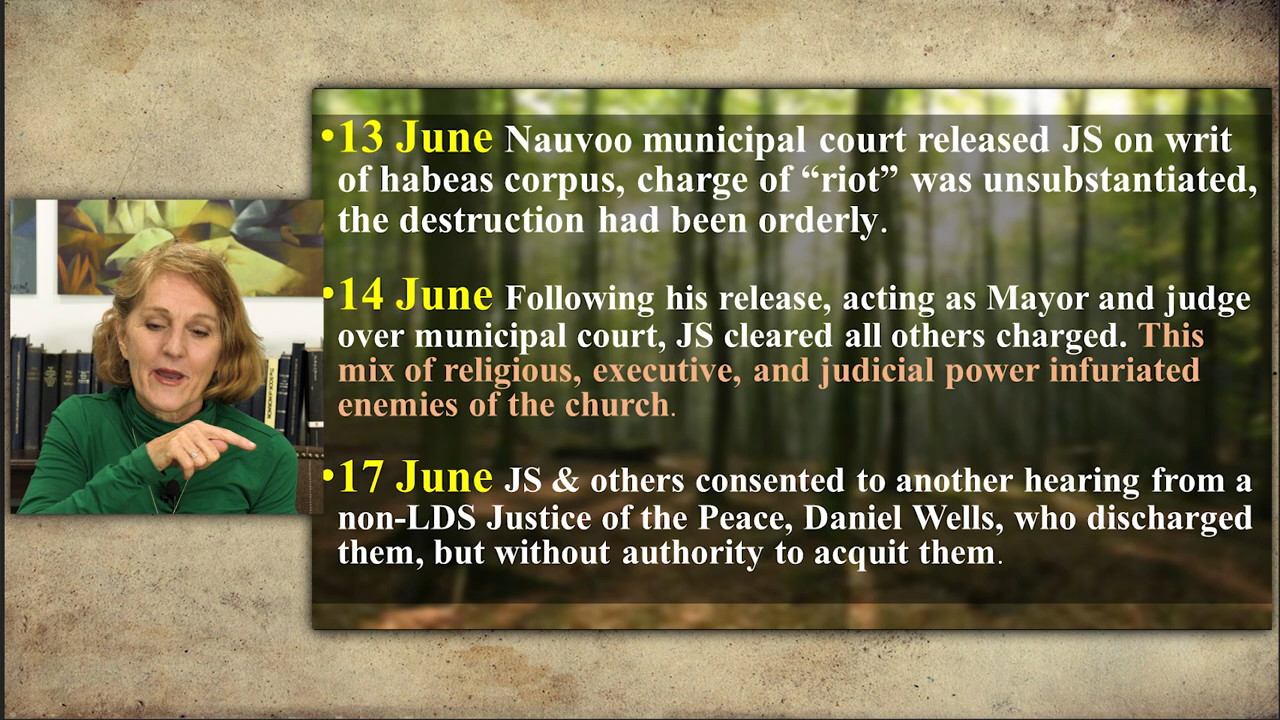 •13 June Nauvoo municipal court released JS on writ
of habeas corpus, charge of “riot” was unsubstantiated,
the destruction had been orderly.
•14 June Following his release, acting as Mayor and judge
over municipal court, JS cleared all others charged. This
mix of religious, executive, and judicial power infuriated
enemies of the church.
•17 June JS & others consented to another hearing from a
non-LDS Justice of the Peace, Daniel Wells, who discharged
them, but without authority to acquit them.